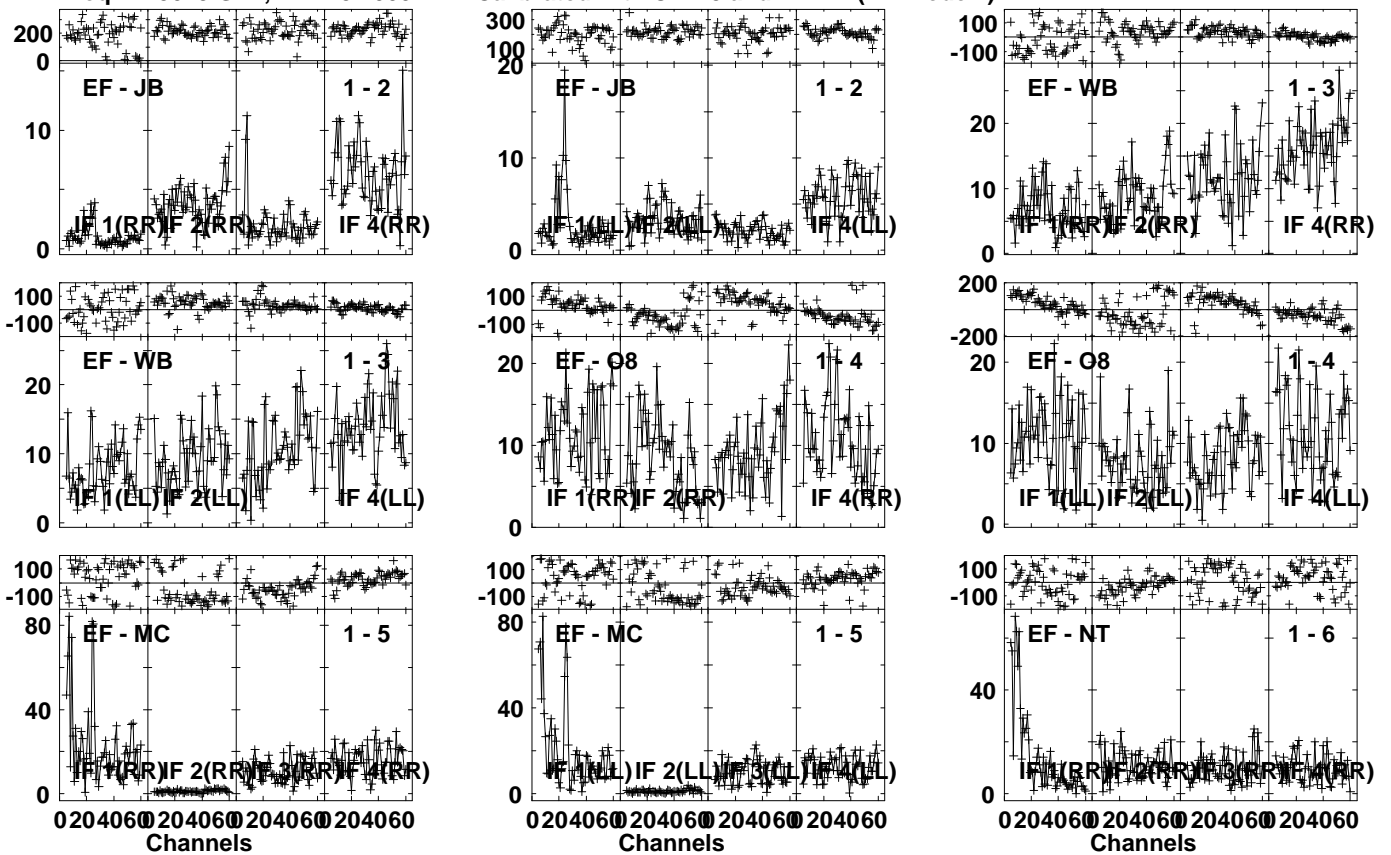 200
0
EF - JB
1 - 2
10
0
IF 1(RR)
IF 2(RR)
IF 4(RR)
300
100
20
EF - JB
1 - 2
10
0
IF 1(LL)
IF 2(LL)
IF 4(LL)
100
-100
EF - WB
1 - 3
20
10
0
IF 1(RR)
IF 2(RR)
IF 4(RR)
100
-100
EF - WB
1 - 3
20
10
0
IF 1(LL)
IF 2(LL)
IF 4(LL)
100
-100
EF - O8
1 - 4
20
10
0
IF 1(RR)
IF 2(RR)
IF 4(RR)
200
-200
EF - O8
1 - 4
20
10
0
IF 1(LL)
IF 2(LL)
IF 4(LL)
100
-100
EF - MC
1 - 5
80
40
0
IF 1(RR)
IF 2(RR)
IF 3(RR)
IF 4(RR)
0 20 40 60 0 20 40 60 0 20 40 60 0 20 40 60
Channels
100
-100
EF - MC
1 - 5
80
40
0
IF 1(LL)
IF 2(LL)
IF 3(LL)
IF 4(LL)
0 20 40 60 0 20 40 60 0 20 40 60 0 20 40 60
Channels
100
-100
EF - NT
1 - 6
80
40
0
IF 1(RR)
IF 2(RR)
IF 3(RR)
IF 4(RR)
0 20 40 60 0 20 40 60 0 20 40 60 0 20 40 60
Channels